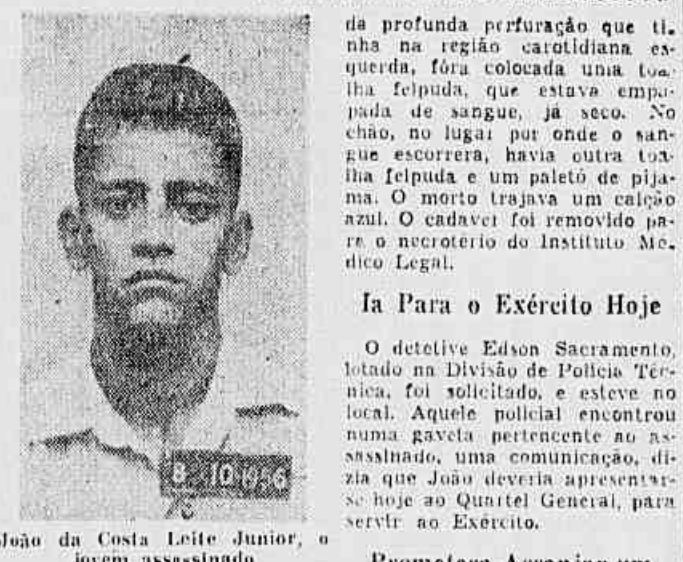 8 10 1956
João da Costa Leite Junior, o
jovem assassinado
da profunda perfuração que ti-
nha na região carotidiana es-
querda, fôra colocada uma toa-
lha felpuda, que estava empa-
pada de sangue, já seco. No
chão, no lugar por onde o san-
gue escorrera, havia outra toa-
lha felpuda e um paletó de pija-
ma. O morto trajava um calção
azul. O cadaver foi removido pa-
ra o necrotério do Instituto Mé-
dico Legal.
Ia Para o Exército Hoje
O detetive Edson Sacramento,
lotado na Divisão de Polícia Téc-
nica, foi solicitado, e esteve no
local. Aquele policial encontrou
numa gaveta pertencente ao as-
sassinado, uma comunicação, di-
zia que João deveria apresentar-
se hoje ao Quartel General, para
servir ao Exército.